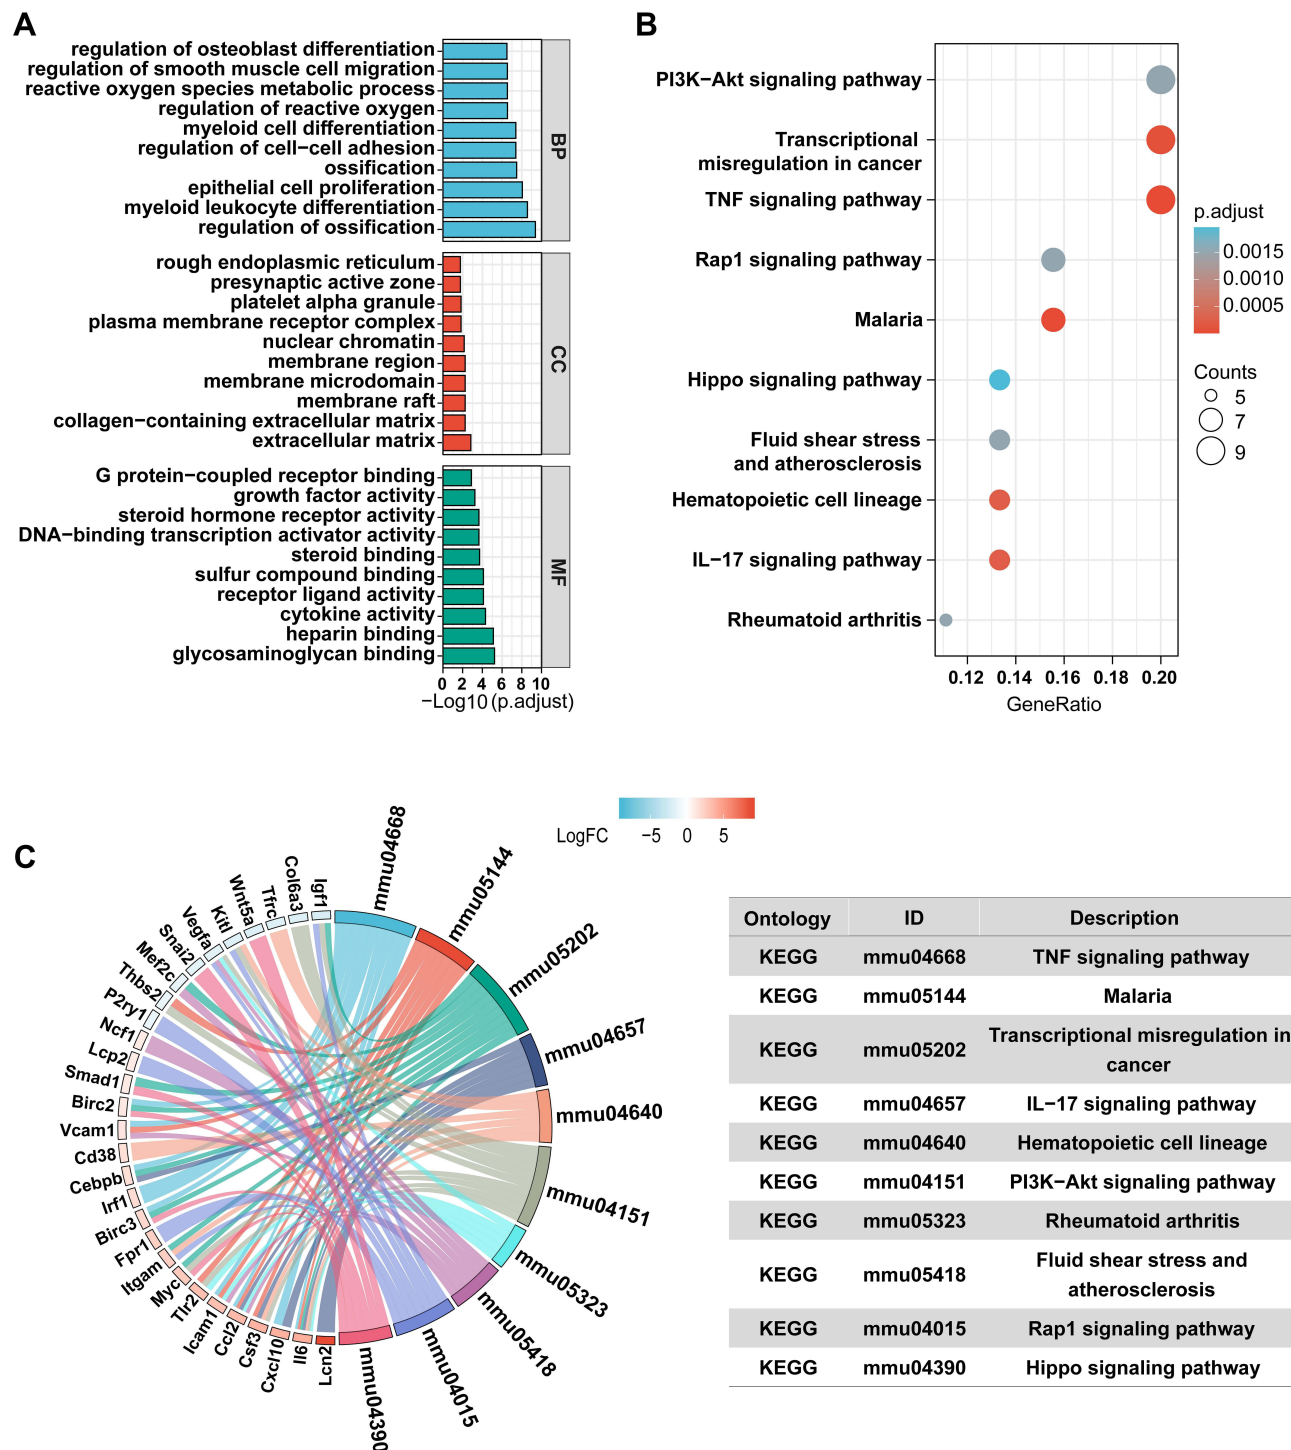 A
regulation of osteoblast differentiation
regulation of smooth muscle cell migration
reactive oxygen species metabolic process
regulation of reactive oxygen
myeloid cell differentiation
regulation of cell−cell adhesion
ossification
epithelial cell proliferation
myeloid leukocyte differentiation
regulation of ossification
BP
rough endoplasmic reticulum
presynaptic active zone
platelet alpha granule
plasma membrane receptor complex
nuclear chromatin
membrane region
membrane microdomain
membrane raft
collagen−containing extracellular matrix
extracellular matrix
CC
G protein−coupled receptor binding
growth factor activity
steroid hormone receptor activity
DNA−binding transcription activator activity
steroid binding
sulfur compound binding
receptor ligand activity
cytokine activity
heparin binding
glycosaminoglycan binding
MF
0 2 4 6 8 10
−Log10 (p.adjust)
B
PI3K−Akt signaling pathway
Transcriptional
misregulation in cancer
TNF signaling pathway
Rap1 signaling pathway
Malaria
Hippo signaling pathway
Fluid shear stress
and atherosclerosis
Hematopoietic cell lineage
IL−17 signaling pathway
Rheumatoid arthritis
0.12 0.14 0.16 0.18 0.20
GeneRatio
p.adjust
0.0015
0.0010
0.0005
Counts
5
7
9
C
LogFC −5 0 5
mmu04668
mmu05144
mmu05202
mmu04657
mmu04640
mmu04151
mmu05323
mmu05418
mmu04015
mmu04390
Igf1
Col6a3
Tfrc
Wnt5a
Kitl
Vegfa
Snai2
Mef2c
Thbs2
P2ry1
Ncf1
Lcp2
Smad1
Birc2
Vcam1
Cd38
Cebpb
Irf1
Birc3
Fpr1
Itgam
Myc
Tlr2
Icam1
Ccl2
Csf3
Cxcl10
Il6
Lcn2
Ontology ID Description
KEGG mmu04668 TNF signaling pathway
KEGG mmu05144 Malaria
KEGG mmu05202 Transcriptional misregulation in
cancer
KEGG mmu04657 IL−17 signaling pathway
KEGG mmu04640 Hematopoietic cell lineage
KEGG mmu04151 PI3K−Akt signaling pathway
KEGG mmu05323 Rheumatoid arthritis
KEGG mmu05418 Fluid shear stress and
atherosclerosis
KEGG mmu04015 Rap1 signaling pathway
KEGG mmu04390 Hippo signaling pathway